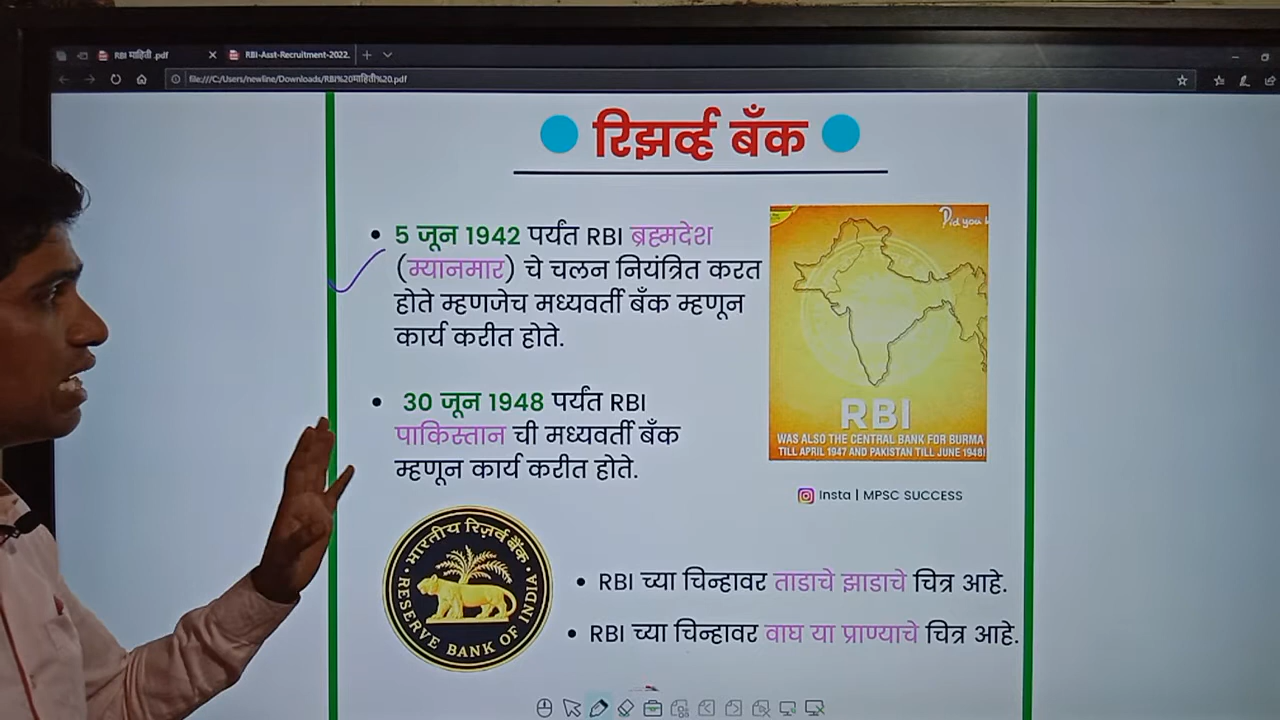 RBI माहिती .pdf
RBI-Asst-Recruitment-2022.
file:///C:/Users/newline/Downloads/RBI%20माहिती%20.pdf
रिझर्व्ह बँक
5 जून 1942 पर्यंत RBI ब्रह्मदेश
(म्यानमार) चे चलन नियंत्रित करत
होते म्हणजेच मध्यवर्ती बँक म्हणून
कार्य करीत होते.
30 जून 1948 पर्यंत RBI
पाकिस्तान ची मध्यवर्ती बँक
म्हणून कार्य करीत होते.
Did you
RBI
WAS ALSO THE CENTRAL BANK FOR BURMA
TILL APRIL 1947 AND PAKISTAN TILL JUNE 1948!
Insta | MPSC SUCCESS
भारतीय रिज़र्व बैंक
RESERVE BANK OF INDIA
RBI च्या चिन्हावर ताडाचे झाडाचे चित्र आहे.
RBI च्या चिन्हावर वाघ या प्राण्याचे चित्र आहे.